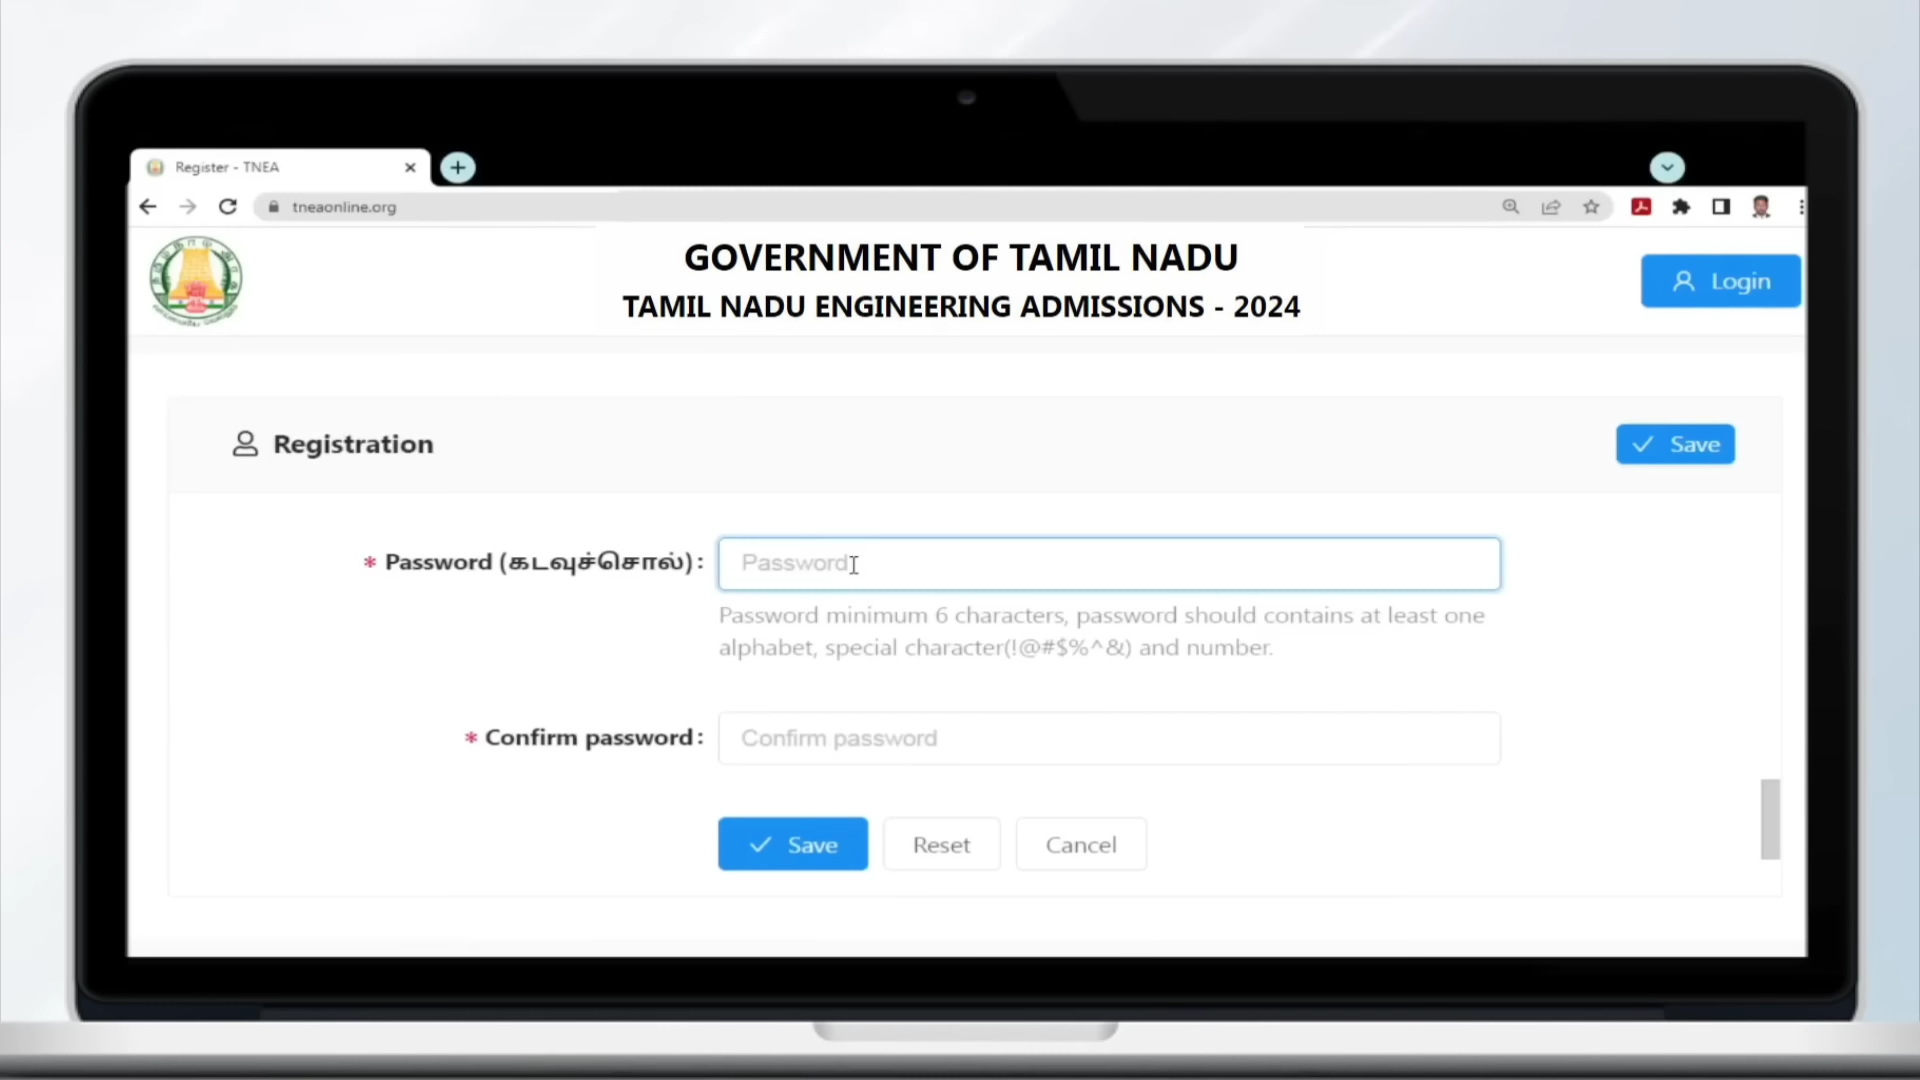 Register - TNEA
tneaonline.org
GOVERNMENT OF TAMIL NADU
TAMIL NADU ENGINEERING ADMISSIONS - 2024
Login
Registration
Save
* Password (கடவுச்சொல்) :
Password
Password minimum 6 characters, password should contains at least one
alphabet, special character(!@#$%^&) and number.
* Confirm password :
Confirm password
Save
Reset
Cancel